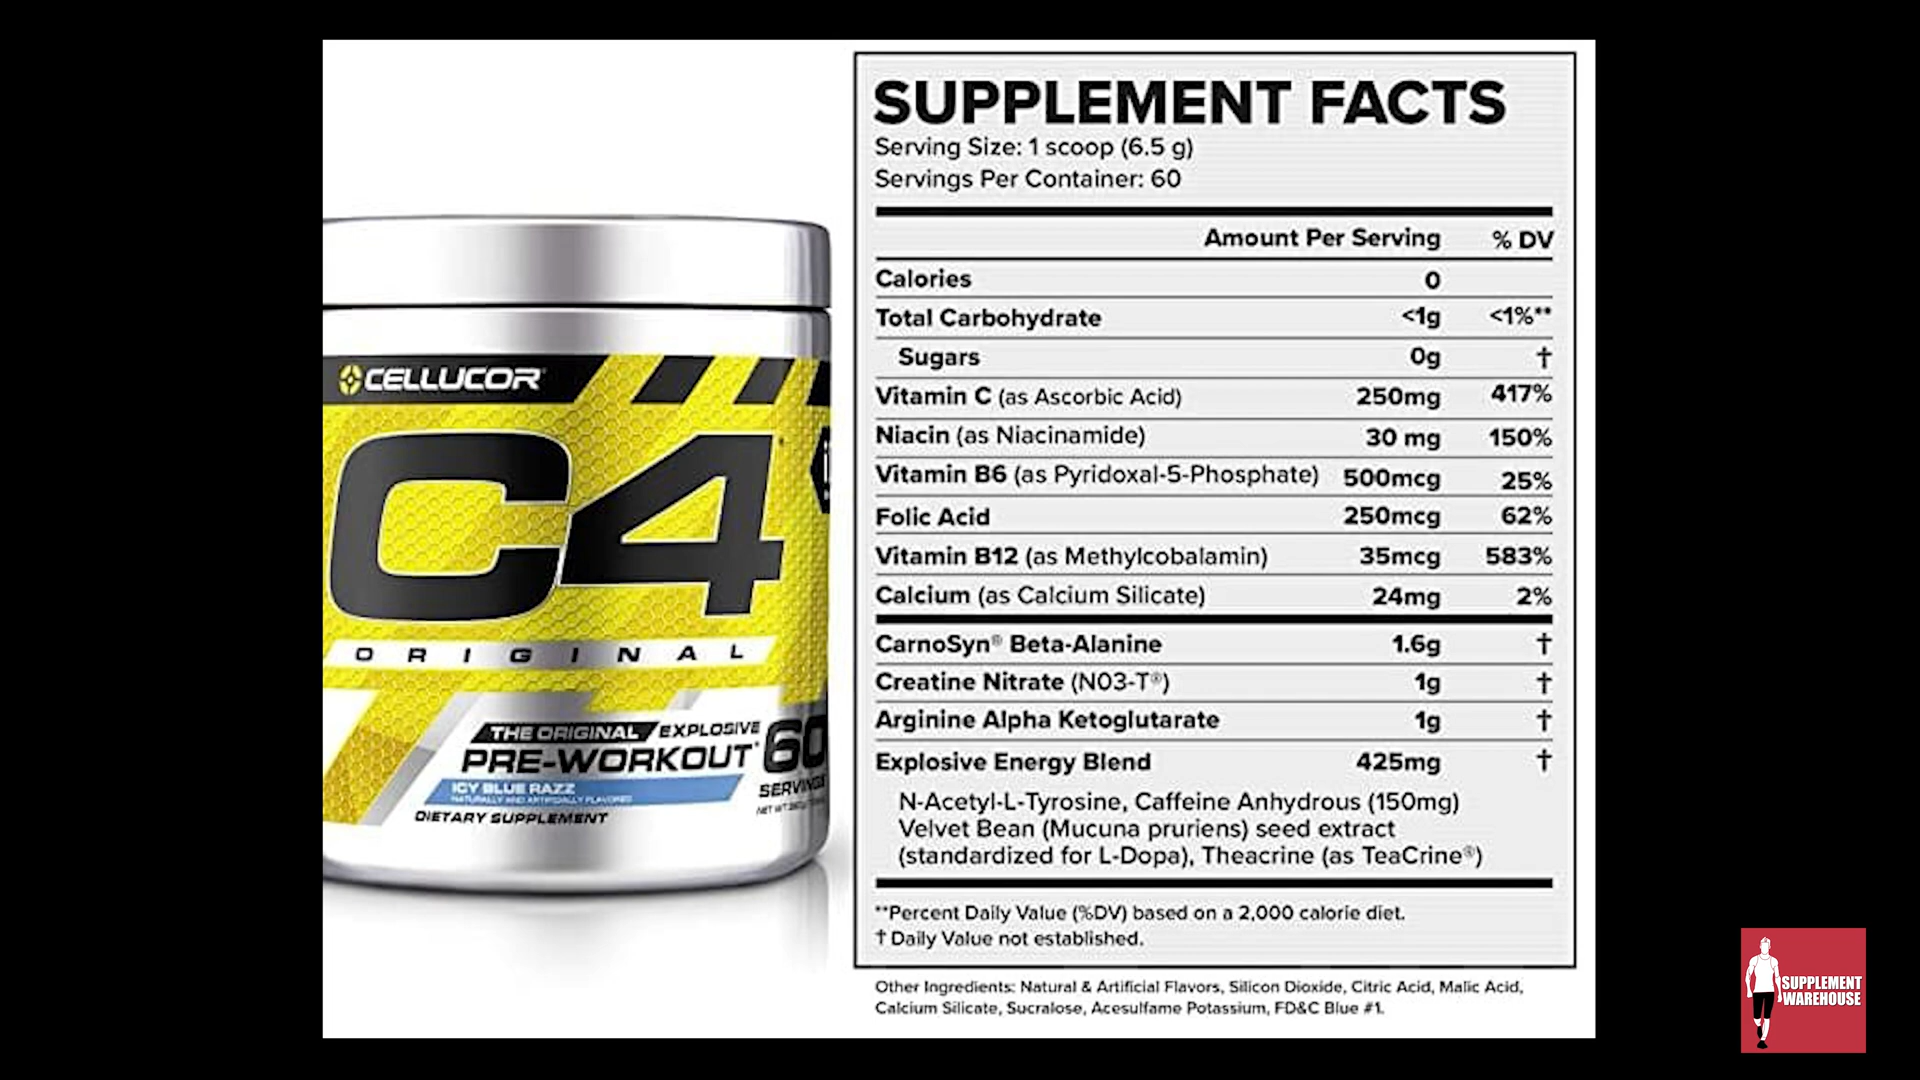 CELLUCOR
C4
ORIGINAL
THE ORIGINAL EXPLOSIVE
PRE-WORKOUT*
60
SERVINGS
ICY BLUE RAZZ
NATURALLY AND ARTIFICIALLY FLAVORED
DIETARY SUPPLEMENT
NET WT
SUPPLEMENT FACTS
Serving Size: 1 scoop (6.5 g)
Servings Per Container: 60
Amount Per Serving % DV
Calories 0
Total Carbohydrate <1g <1%**
Sugars 0g †
Vitamin C (as Ascorbic Acid) 250mg 417%
Niacin (as Niacinamide) 30 mg 150%
Vitamin B6 (as Pyridoxal-5-Phosphate) 500mcg 25%
Folic Acid 250mcg 62%
Vitamin B12 (as Methylcobalamin) 35mcg 583%
Calcium (as Calcium Silicate) 24mg 2%
CarnoSyn® Beta-Alanine 1.6g †
Creatine Nitrate (NO3-T®) 1g †
Arginine Alpha Ketoglutarate 1g †
Explosive Energy Blend 425mg †
N-Acetyl-L-Tyrosine, Caffeine Anhydrous (150mg)
Velvet Bean (Mucuna pruriens) seed extract
(standardized for L-Dopa), Theacrine (as TeaCrine®)
**Percent Daily Value (%DV) based on a 2,000 calorie diet.
† Daily Value not established.
Other Ingredients: Natural & Artificial Flavors, Silicon Dioxide, Citric Acid, Malic Acid,
Calcium Silicate, Sucralose, Acesulfame Potassium, FD&C Blue #1.
SUPPLEMENT
WAREHOUSE